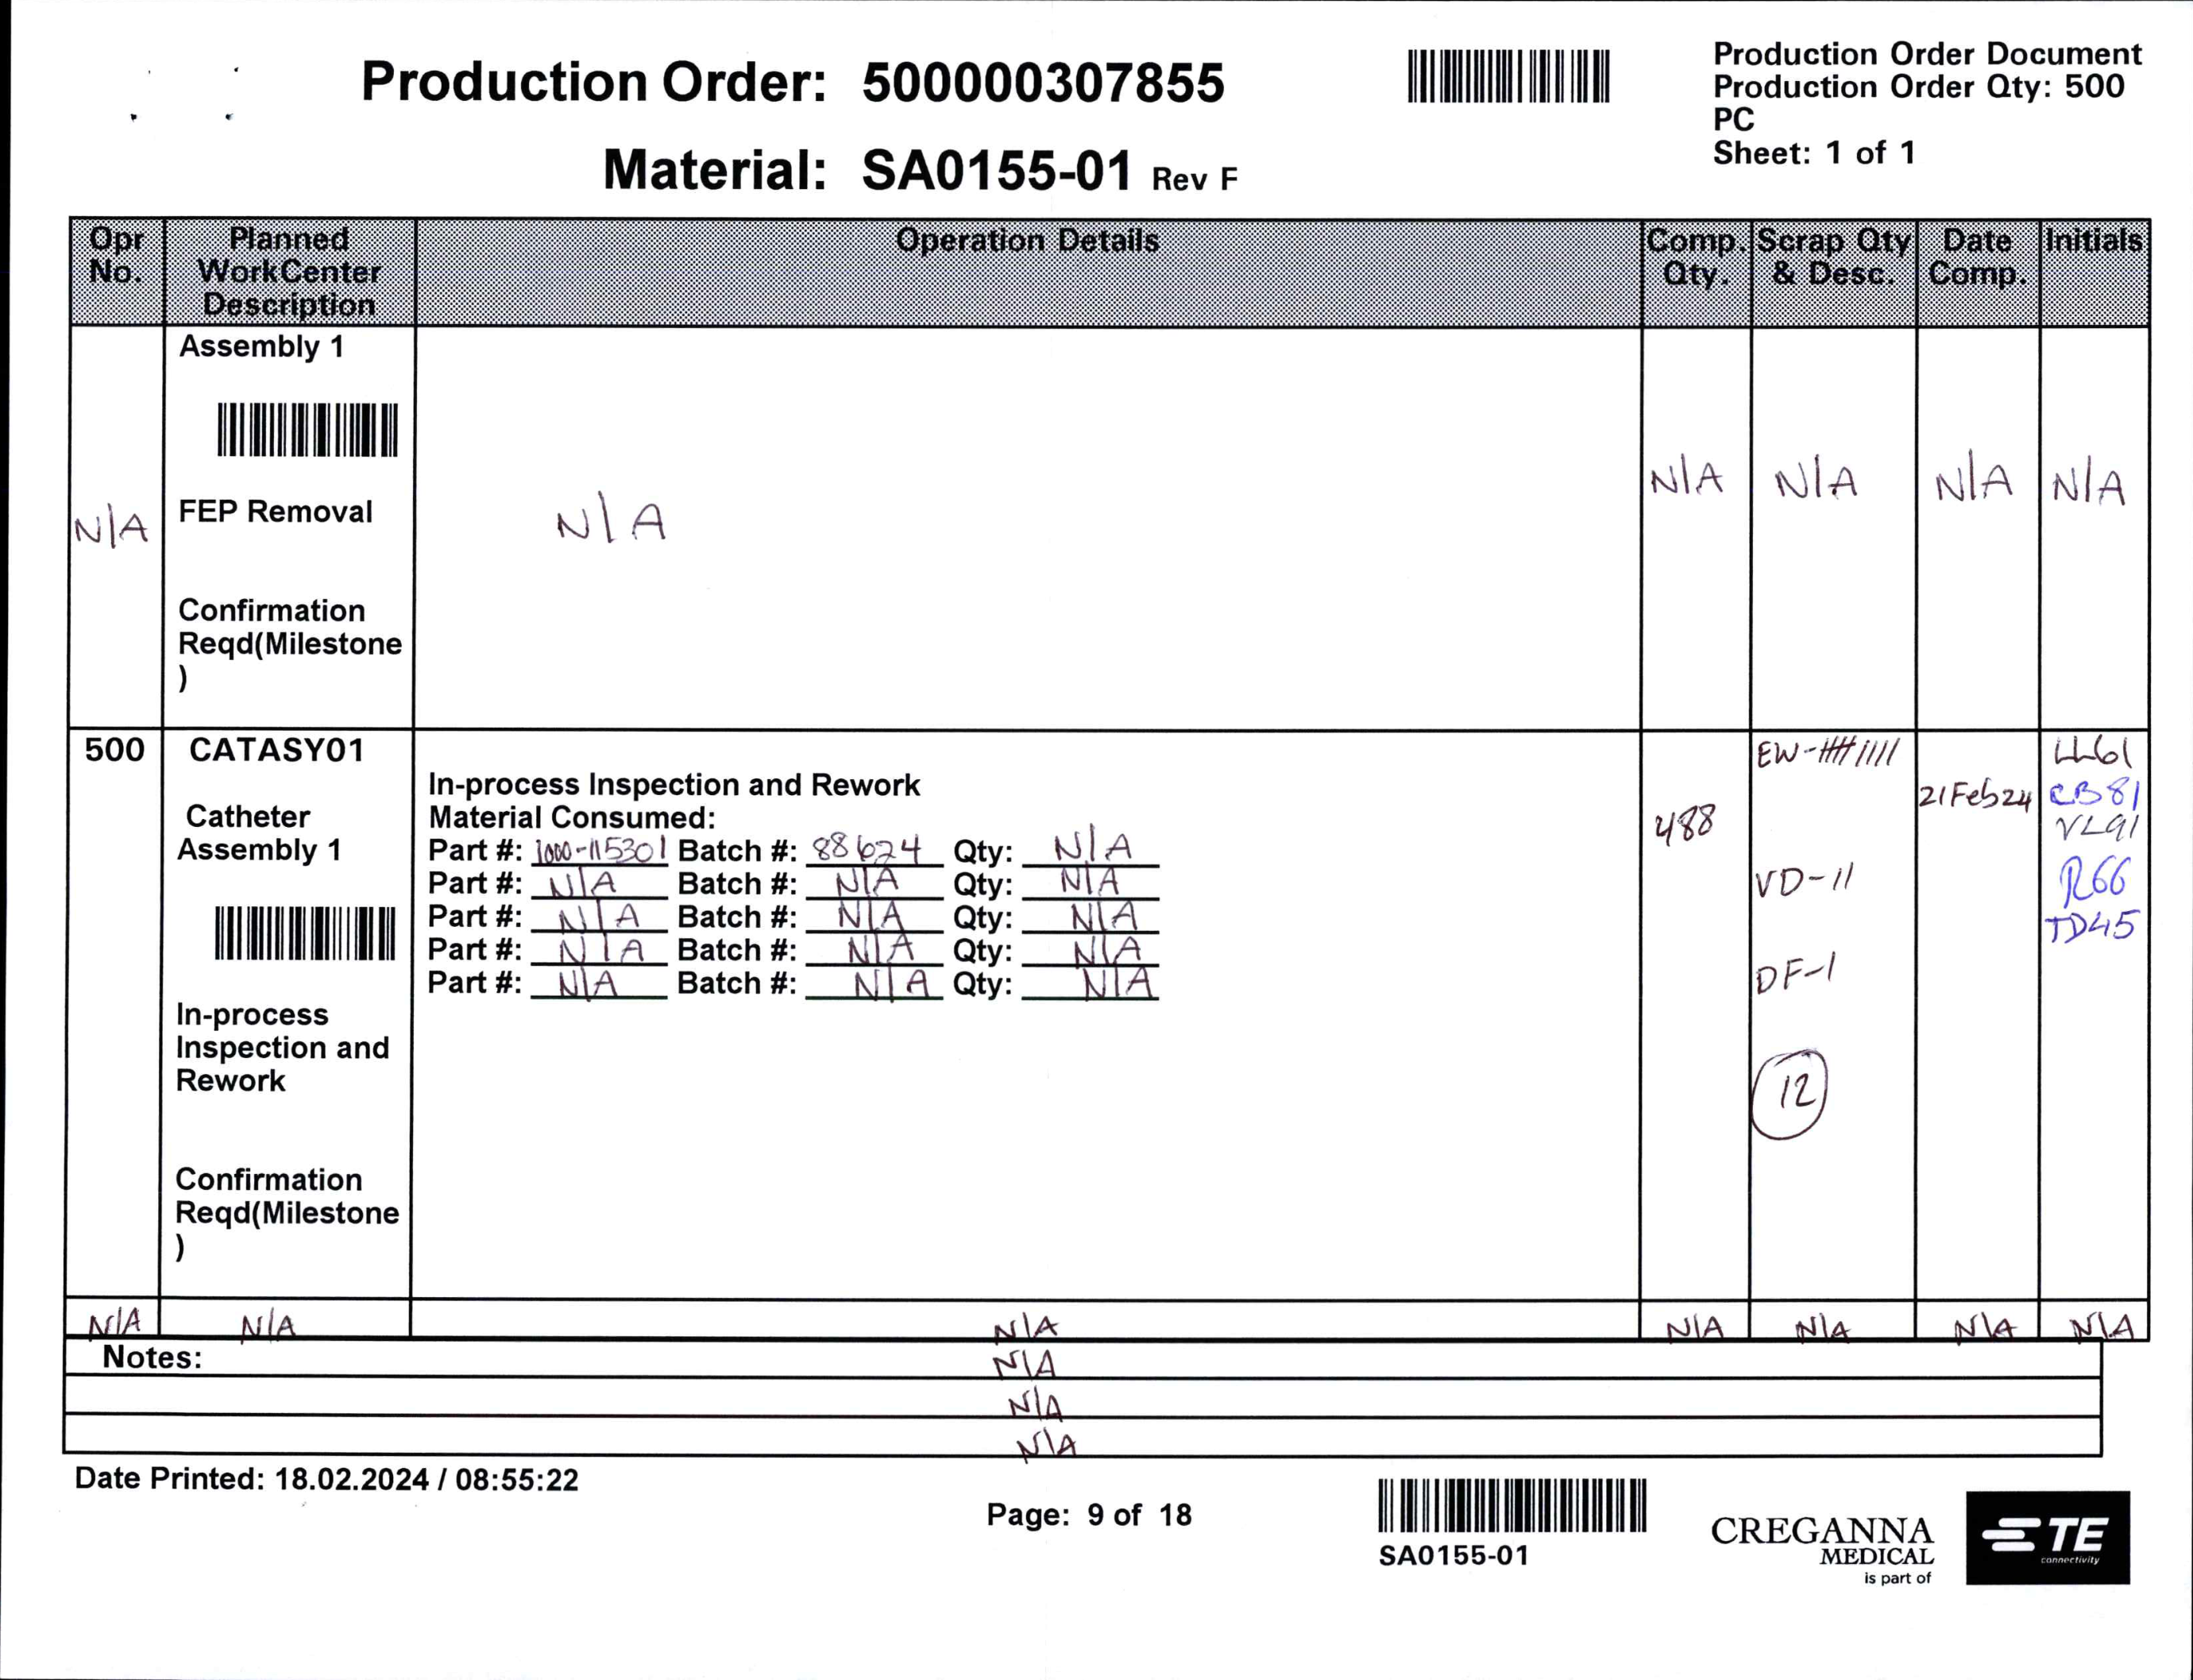 Production Order: 500000307855
Material: SA0155-01 Rev F
Production Order Document
Production Order Qty: 500
PC
Sheet: 1 of 1
Opr No. Planned WorkCenter Description Operation Details Comp. Qty. Scrap Qty & Desc. Date Comp. Initials
Assembly 1
FEP Removal
Confirmation
Reqd(Milestone
)
N/A N/A N/A N/A N/A N/A
500 CATASY01
Catheter
Assembly 1
In-process
Inspection and
Rework
Confirmation
Reqd(Milestone
)
In-process Inspection and Rework
Material Consumed:
Part #: 1000-115301 Batch #: 88624 Qty: N/A
Part #: N/A Batch #: N/A Qty: N/A
Part #: N/A Batch #: N/A Qty: N/A
Part #: N/A Batch #: N/A Qty: N/A
Part #: N/A Batch #: N/A Qty: N/A
488
EW-
VD-11
DF-1
12
21Feb24
LL61
CB81
VL91
R66
TD45
N/A N/A N/A N/A N/A N/A N/A
Notes: N/A
N/A
N/A
Date Printed: 18.02.2024 / 08:55:22
Page: 9 of 18
SA0155-01
CREGANNA
MEDICAL
is part of
TE
connectivity